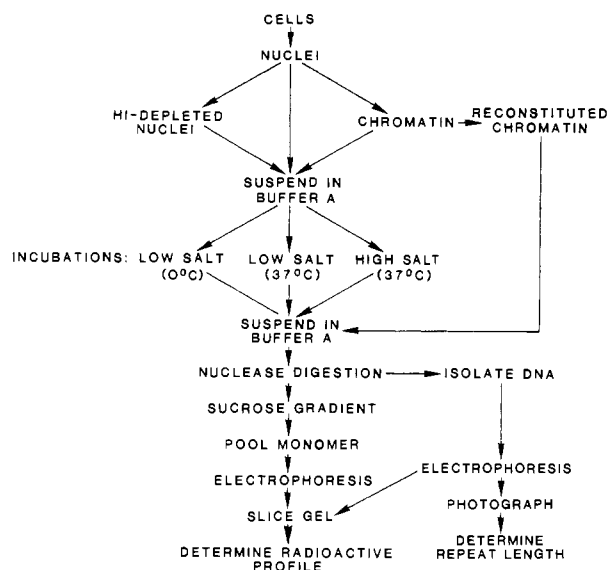 CELLS
NUCLEI
HI-DEPLETED
NUCLEI
CHROMATIN
RECONSTITUTED
CHROMATIN
SUSPEND IN
BUFFER A
INCUBATIONS: LOW SALT
(0°C)
LOW SALT
(37°C)
HIGH SALT
(37°C)
SUSPEND IN
BUFFER A
NUCLEASE DIGESTION
ISOLATE DNA
SUCROSE GRADIENT
POOL MONOMER
ELECTROPHORESIS
SLICE GEL
DETERMINE RADIOACTIVE
PROFILE
ELECTROPHORESIS
PHOTOGRAPH
DETERMINE
REPEAT LENGTH